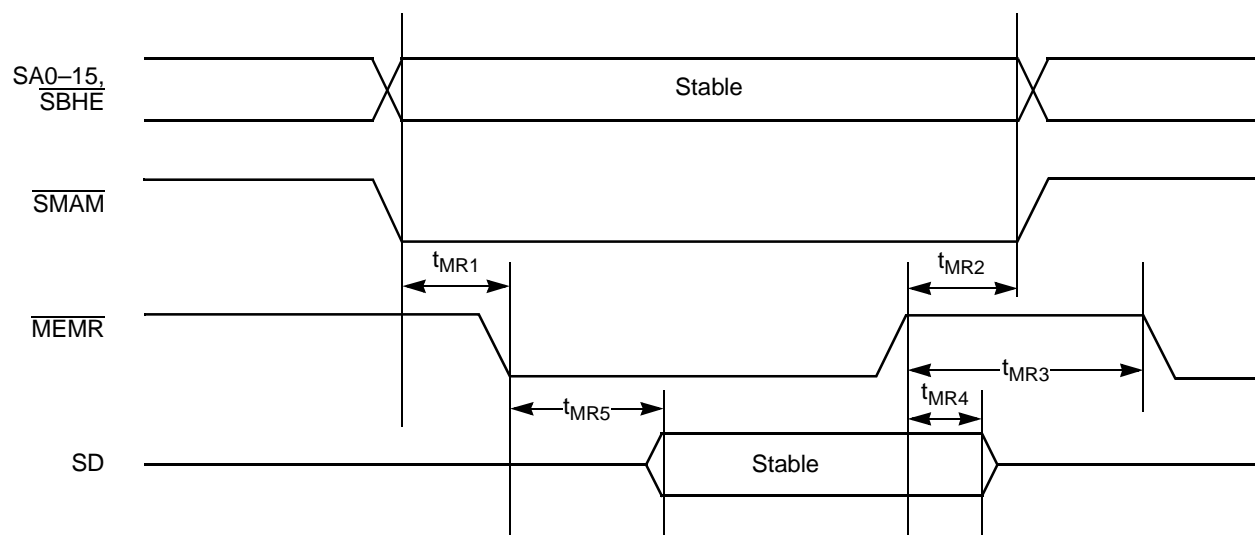 SA0–15,
SBHE
Stable
SMAM
tMR1
tMR2
MEMR
tMR3
tMR4
tMR5
SD
Stable